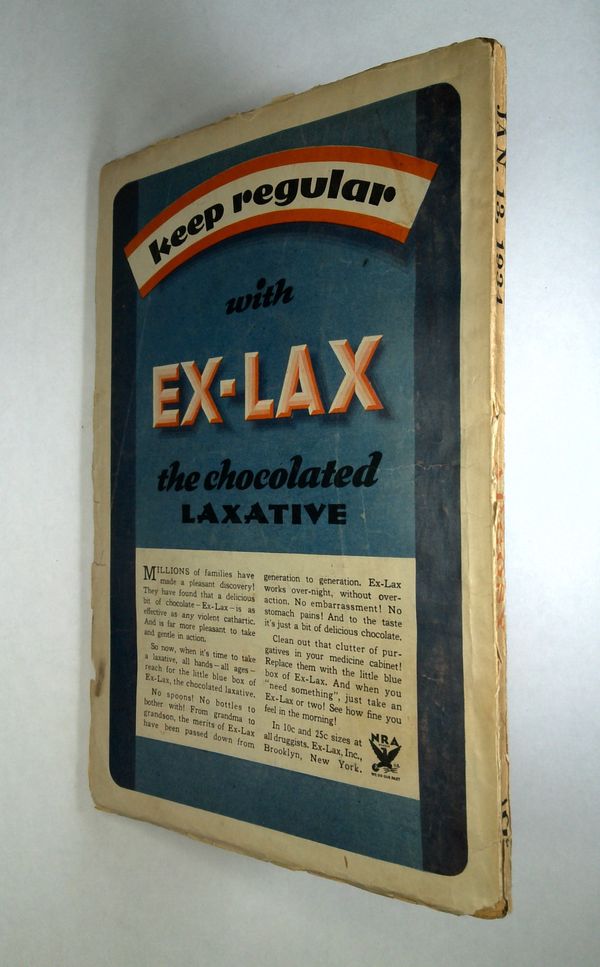 keep regular
with
EX-LAX
the chocolated
LAXATIVE
MILLIONS of families have
made a pleasant discovery!
They have found that a delicious
bit of chocolate—Ex-Lax—is as
effective as any violent cathartic.
And is far more pleasant to take
and gentle in action.
So now, when it's time to take
a laxative, all hands—all ages—
reach for the little blue box of
Ex-Lax, the chocolated laxative.
No spoons! No bottles to
bother with! From grandma to
grandson, the merits of Ex-Lax
have been passed down from
generation to generation. Ex-Lax
works over-night, without over-
action. No embarrassment! No
stomach pains! And to the taste
it's just a bit of delicious chocolate.
Clean out that clutter of pur-
gatives in your medicine cabinet!
Replace them with the little blue
box of Ex-Lax. And when you
"need something", just take an
Ex-Lax or two! See how fine you
feel in the morning!
In 10c and 25c sizes at
all druggists. Ex-Lax, Inc.,
Brooklyn, New York.
NRA
U.S.
WE DO OUR PART
JAN. 13, 1934